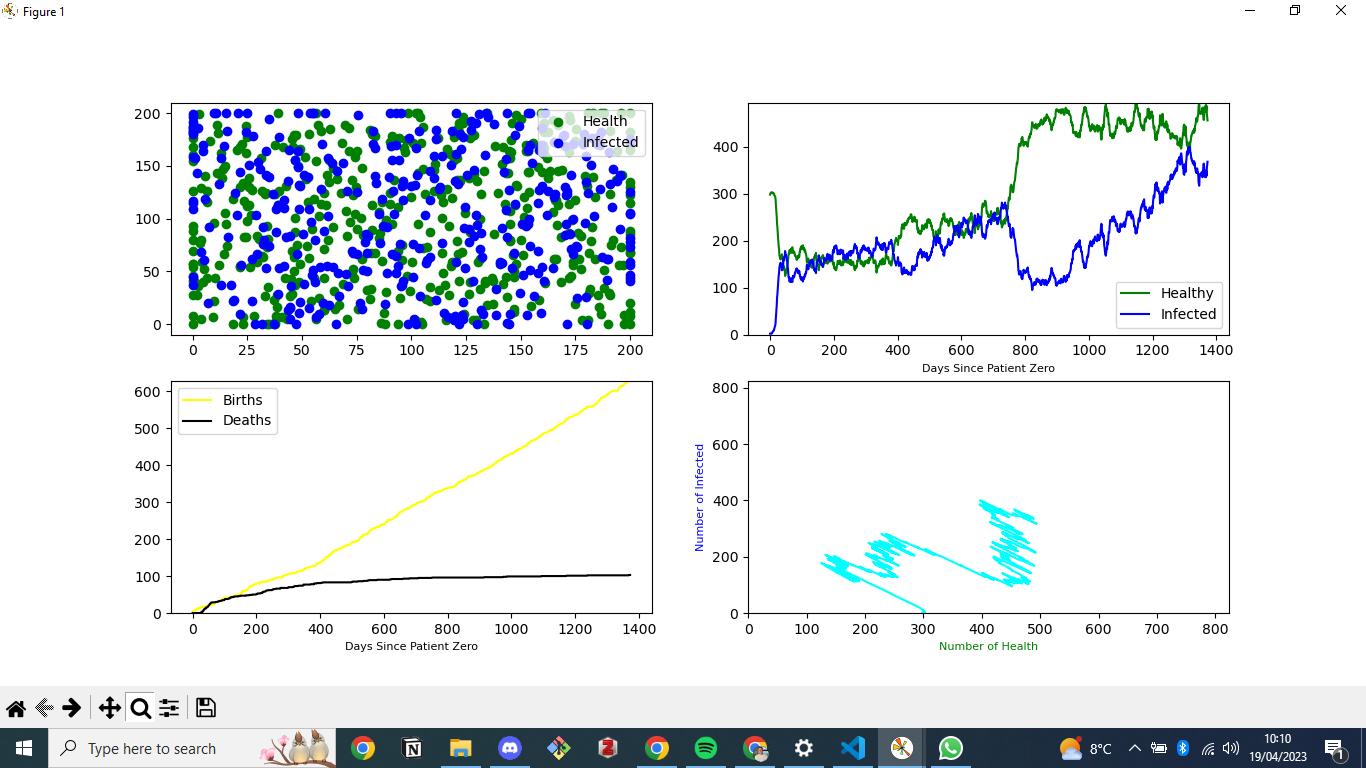 Figure 1
200
150
100
50
0
Health
Infected
0 25 50 75 100 125 150 175 200
400
300
200
100
0
Healthy
Infected
0 200 400 600 800 1000 1200 1400
Days Since Patient Zero
600
500
400
300
200
100
0
Births
Deaths
0 200 400 600 800 1000 1200 1400
Days Since Patient Zero
800
600
400
200
0
Number of Infected
0 100 200 300 400 500 600 700 800
Number of Health
Type here to search
8°C
10:10
19/04/2023
1